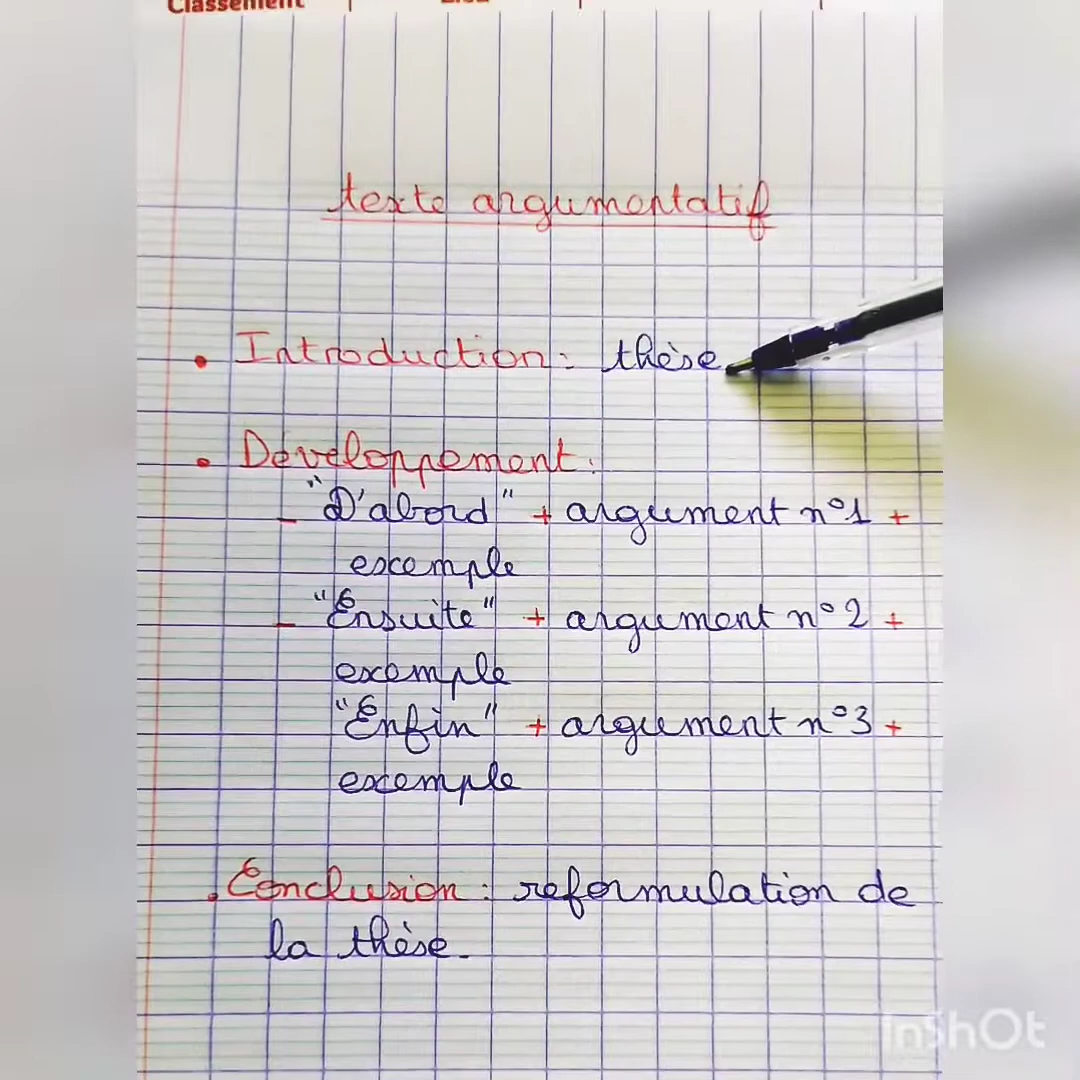 Classement
texte argumentatif
• Introduction : thèse
• Développement :
- "D'abord" + argument n°1 +
exemple
- "Ensuite" + argument n°2 +
exemple
"Enfin" + argument n°3 +
exemple
. Conclusion : reformulation de
la thèse.
InShOt